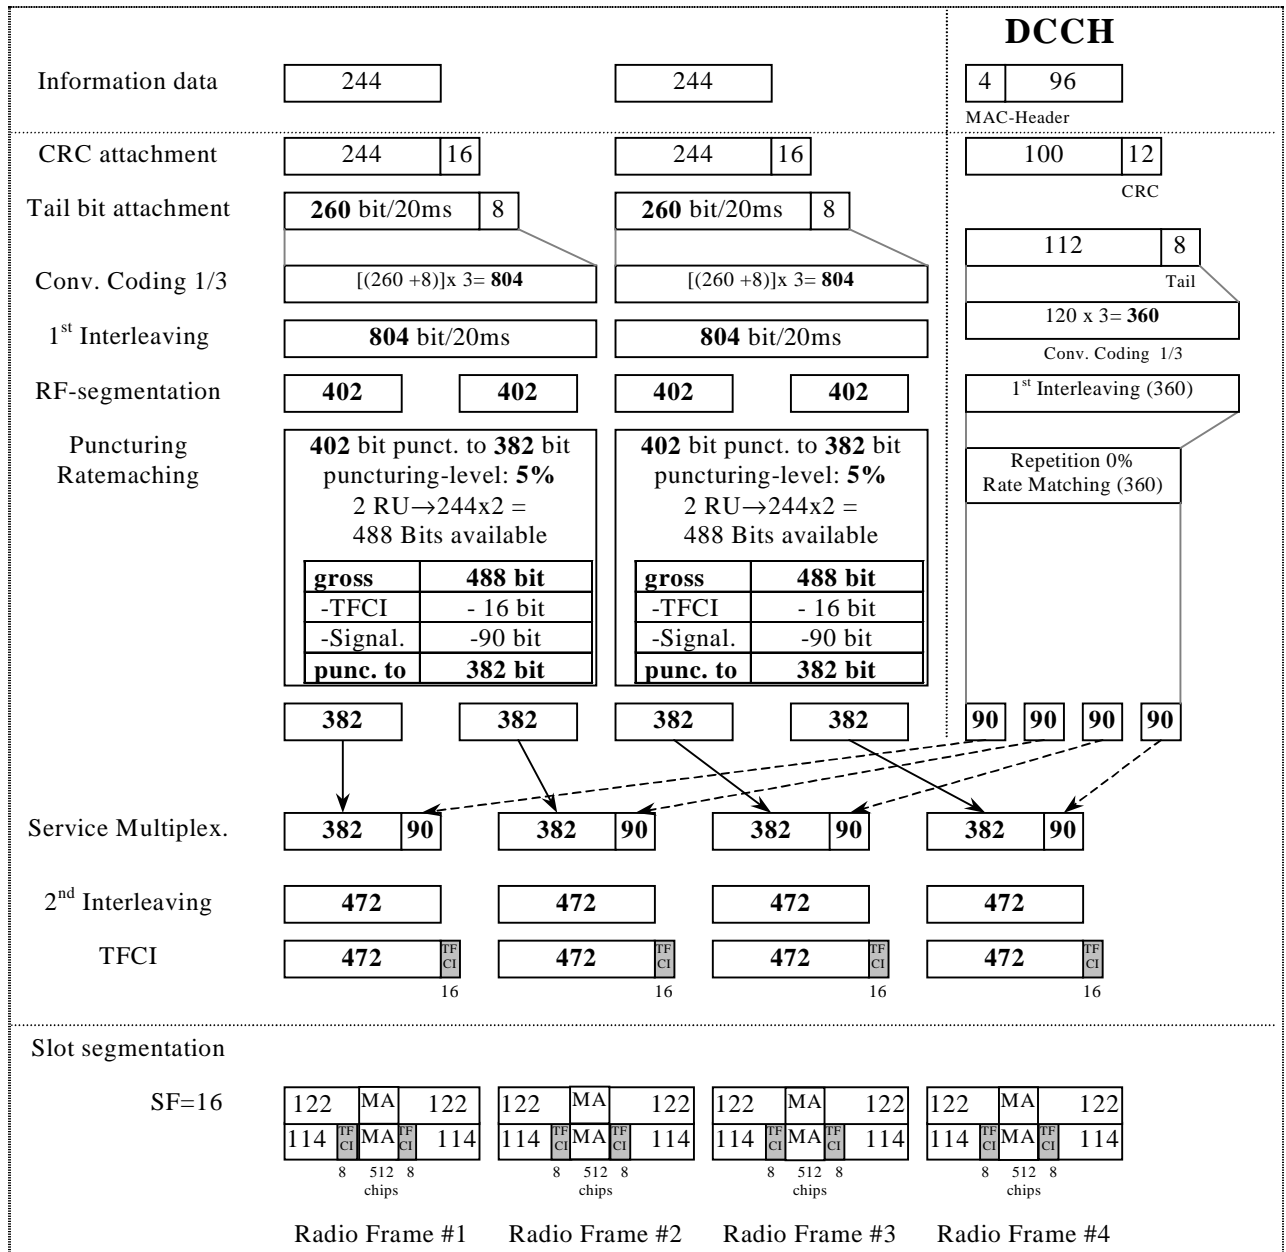 DCCH
Information data 244 244 4 96
MAC-Header
CRC attachment 244 16 244 16 100 12
CRC
Tail bit attachment 260 bit/20ms 8 260 bit/20ms 8
112 8
Tail
Conv. Coding 1/3 [(260 +8)]x 3= 804 [(260 +8)]x 3= 804
120 x 3= 360
Conv. Coding 1/3
1st Interleaving 804 bit/20ms 804 bit/20ms
RF-segmentation 402 402 402 402 1st Interleaving (360)
Puncturing
Ratemaching
402 bit punct. to 382 bit
puncturing-level: 5%
2 RU→244x2 =
488 Bits available
gross 488 bit
-TFCI - 16 bit
-Signal. -90 bit
punc. to 382 bit
402 bit punct. to 382 bit
puncturing-level: 5%
2 RU→244x2 =
488 Bits available
gross 488 bit
-TFCI - 16 bit
-Signal. -90 bit
punc. to 382 bit
Repetition 0%
Rate Matching (360)
382 382 382 382 90 90 90 90
Service Multiplex. 382 90 382 90 382 90 382 90
2nd Interleaving 472 472 472 472
TFCI 472 TF CI 472 TF CI 472 TF CI 472 TF CI
16 16 16 16
Slot segmentation
SF=16 122 MA 122 122 MA 122 122 MA 122 122 MA 122
114 TF CI MA TF CI 114 114 TF CI MA TF CI 114 114 TF CI MA TF CI 114 114 TF CI MA TF CI 114
8 512 8 8 512 8 8 512 8 8 512 8
chips chips chips chips
Radio Frame #1 Radio Frame #2 Radio Frame #3 Radio Frame #4